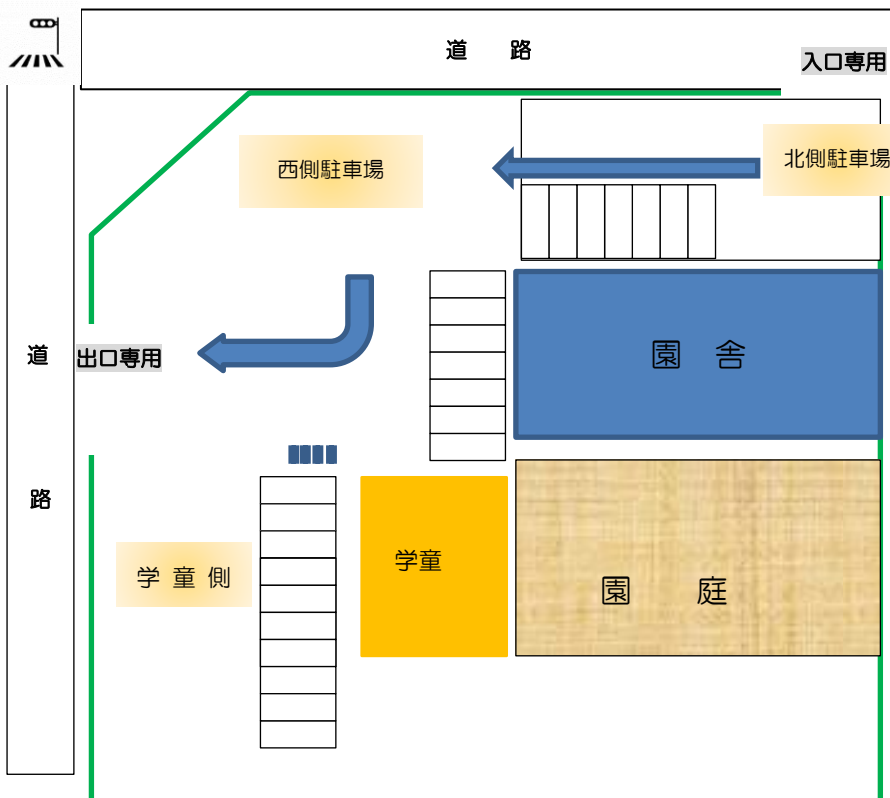 道　路
入口専用
西側駐車場
北側駐車場
園　舎
道
路
出口専用
学童
学 童 側
園　庭